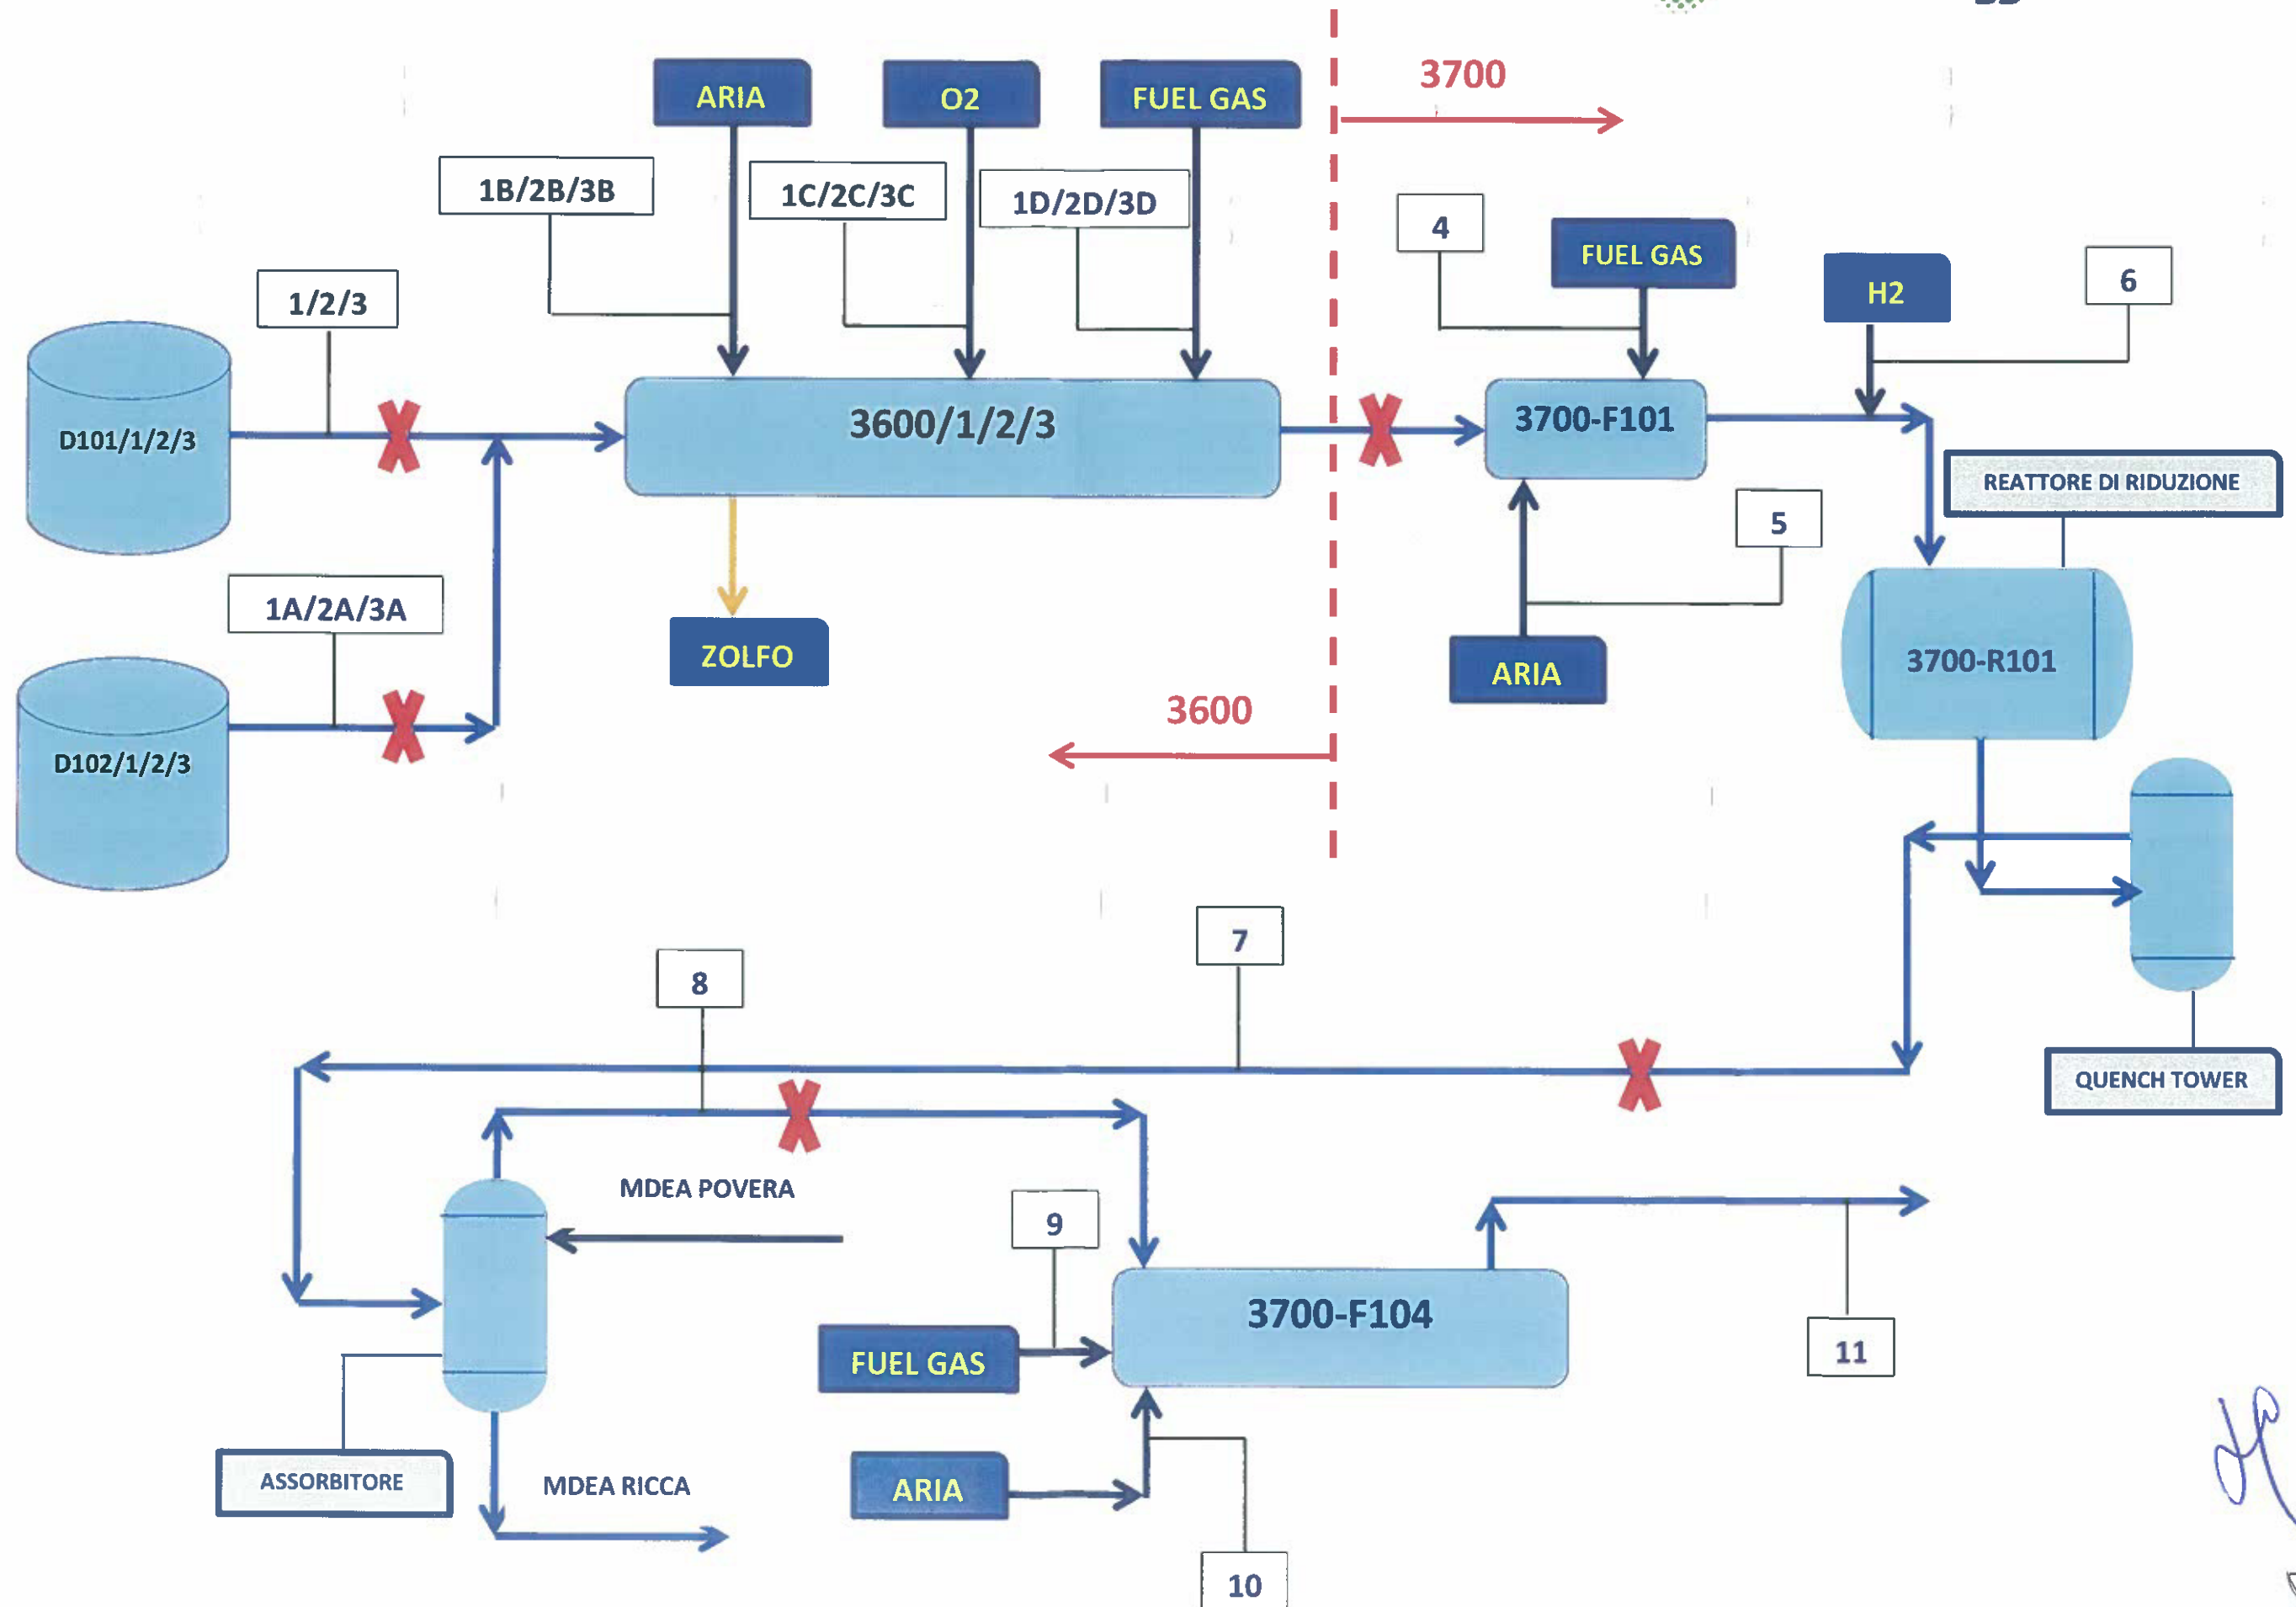 3700
ARIA
O2
FUEL GAS
1B/2B/3B
1C/2C/3C
1D/2D/3D
4
FUEL GAS
H2
6
1/2/3
D101/1/2/3
3600/1/2/3
3700-F101
REATTORE DI RIDUZIONE
5
1A/2A/3A
ZOLFO
ARIA
3700-R101
3600
D102/1/2/3
7
8
QUENCH TOWER
MDEA POVERA
9
3700-F104
FUEL GAS
11
ASSORBITORE
MDEA RICCA
ARIA
10